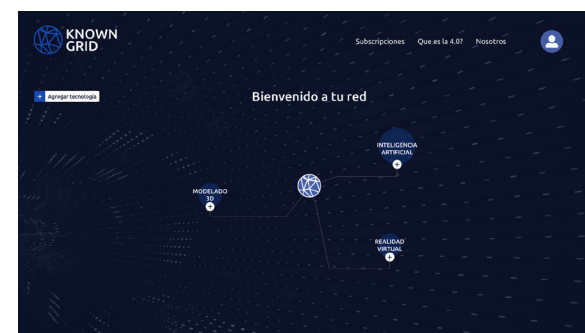 KNOWN
GRID
Subscripciones Que es la 4.0? Nosotros
+ Agregar tecnología
Bienvenido a tu red
INTELIGENCIA
ARTIFICIAL
+
MODELADO
3D
+
REALIDAD
VIRTUAL
+